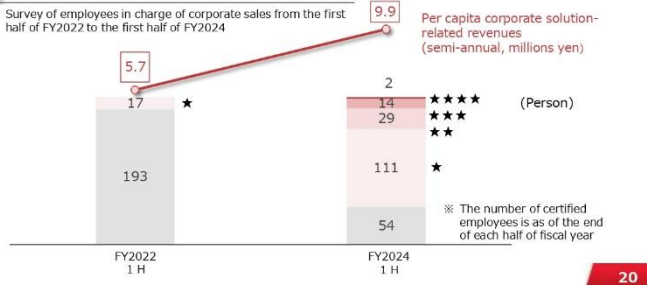 Survey of employees in charge of corporate sales from the first
half of FY2022 to the first half of FY2024
9.9
Per capita corporate solution-
related revenues
(semi-annual, millions yen)
5.7
2
17 ★
14 ★★★★
(Person)
29 ★★★
★★
193
111 ★
54
※ The number of certified
employees is as of the end
of each half of fiscal year
FY2022
1 H
FY2024
1 H
20